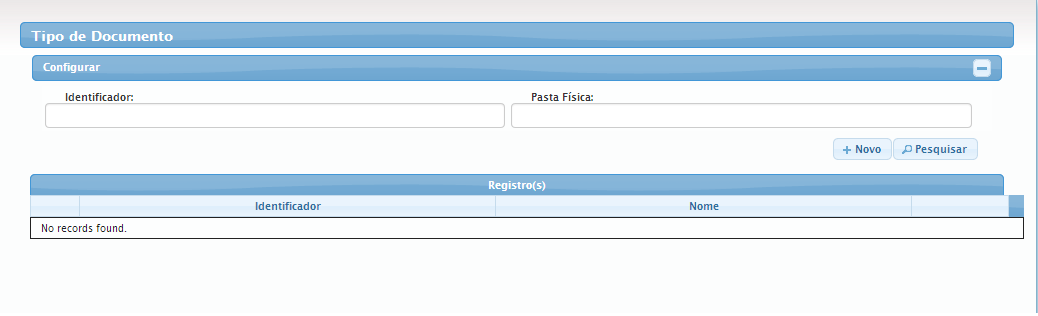 Tipo de Documento
Configurar
Identificador: Pasta Física:
Novo Pesquisar
Registro(s)
Identificador Nome
No records found.